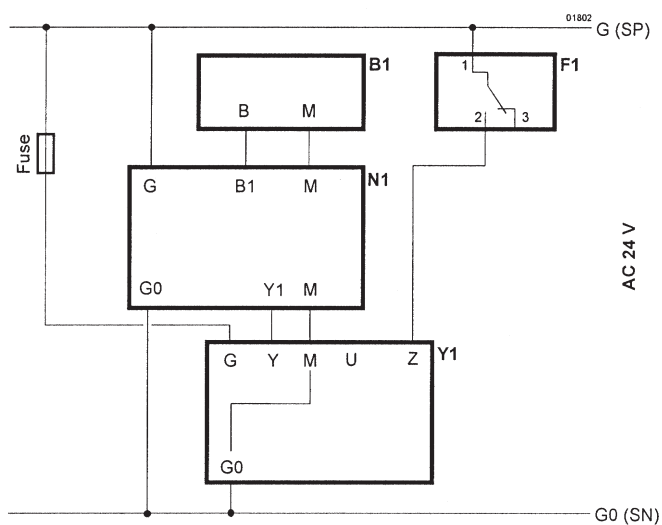 01802
G (SP)
B1
F1
1
B M
2 3
Fuse
N1
G B1 M
AC 24 V
G0 Y1 M
Y1
G Y M U Z
G0
G0 (SN)